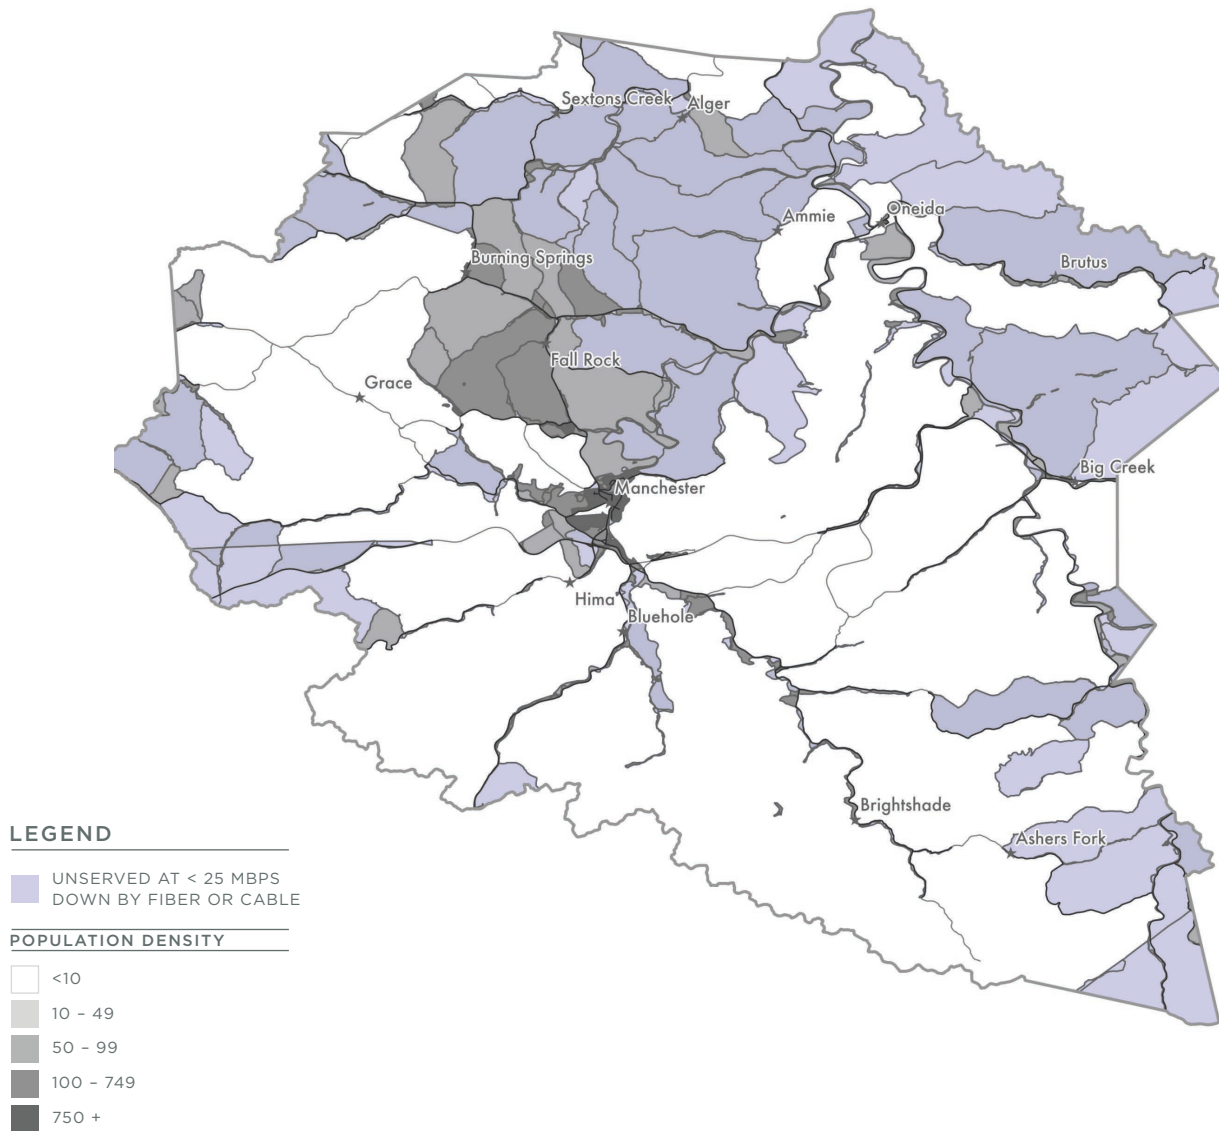 Sextons Creek
Alger
Ammie
Oneida
Burning Springs
Brutus
Fall Rock
Grace
Big Creek
Manchester
Hima
Bluehole
Brightshade
Ashers Fork
LEGEND
UNSERVED AT < 25 MBPS
DOWN BY FIBER OR CABLE
POPULATION DENSITY
<10
10 – 49
50 – 99
100 – 749
750 +